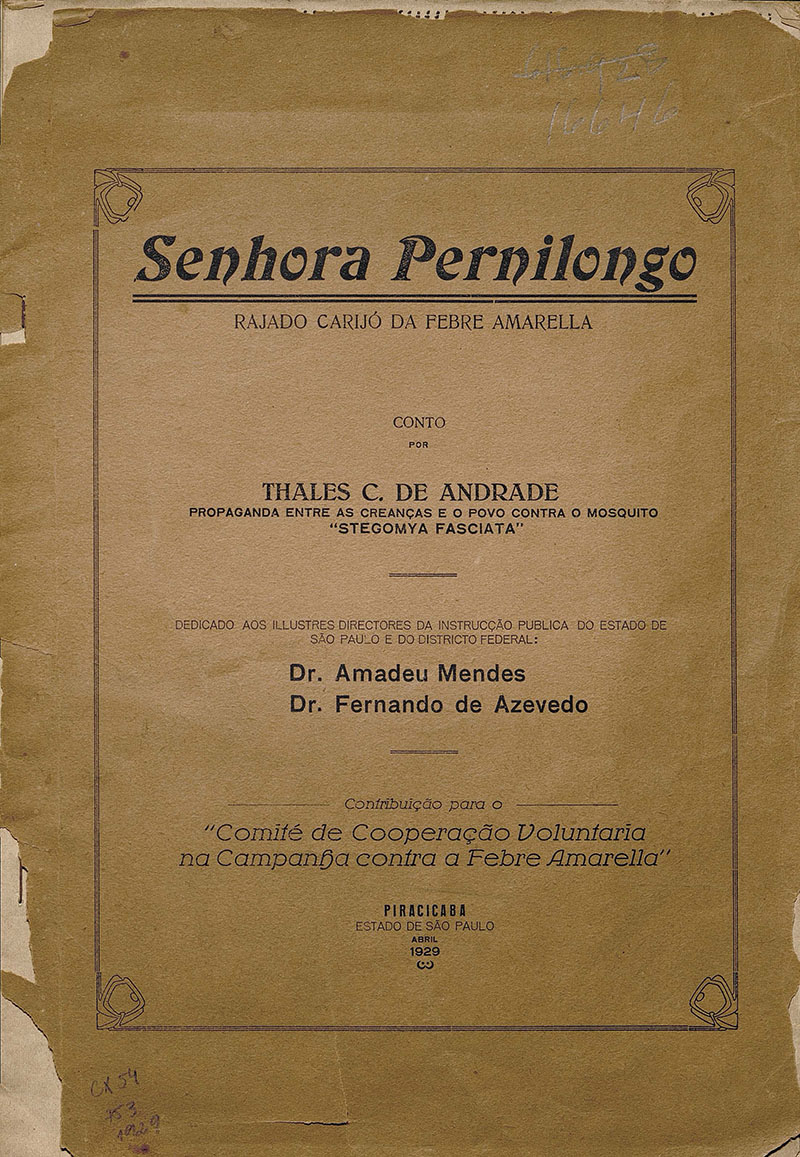 16646
Senhora Pernilongo
RAJADO CARIJÓ DA FEBRE AMARELLA
CONTO
POR
THALES C. DE ANDRADE
PROPAGANDA ENTRE AS CREANÇAS E O POVO CONTRA O MOSQUITO
"STEGOMYA FASCIATA"
DEDICADO AOS ILLUSTRES DIRECTORES DA INSTRUCÇÃO PUBLICA DO ESTADO DE
SÃO PAULO E DO DISTRICTO FEDERAL:
Dr. Amadeu Mendes
Dr. Fernando de Azevedo
Contribuição para o
"Comité de Cooperação Voluntaria
na Campanha contra a Febre Amarella"
PIRACICABA
ESTADO DE SÃO PAULO
ABRIL
1929
CX 54
753
1929